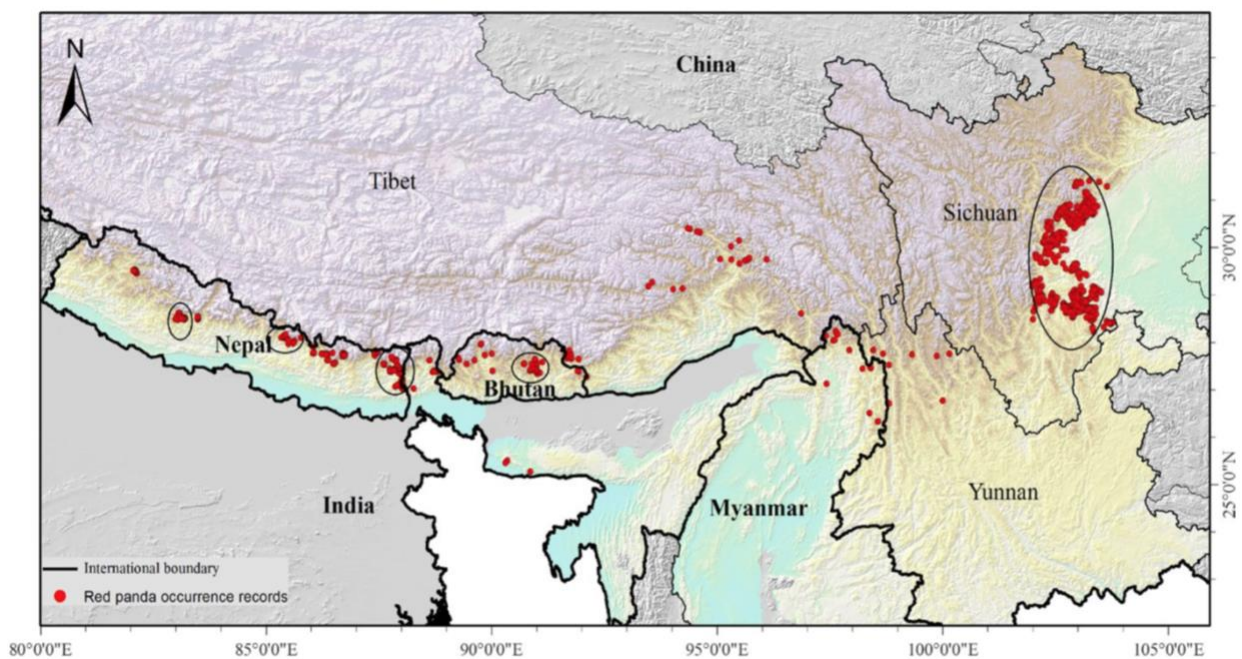 N
China
Tibet
Sichuan
Nepal
Bhutan
India
Myanmar
Yunnan
International boundary
Red panda occurrence records
30°0'0"N
25°0'0"N
80°0'0"E
85°0'0"E
90°0'0"E
95°0'0"E
100°0'0"E
105°0'0"E